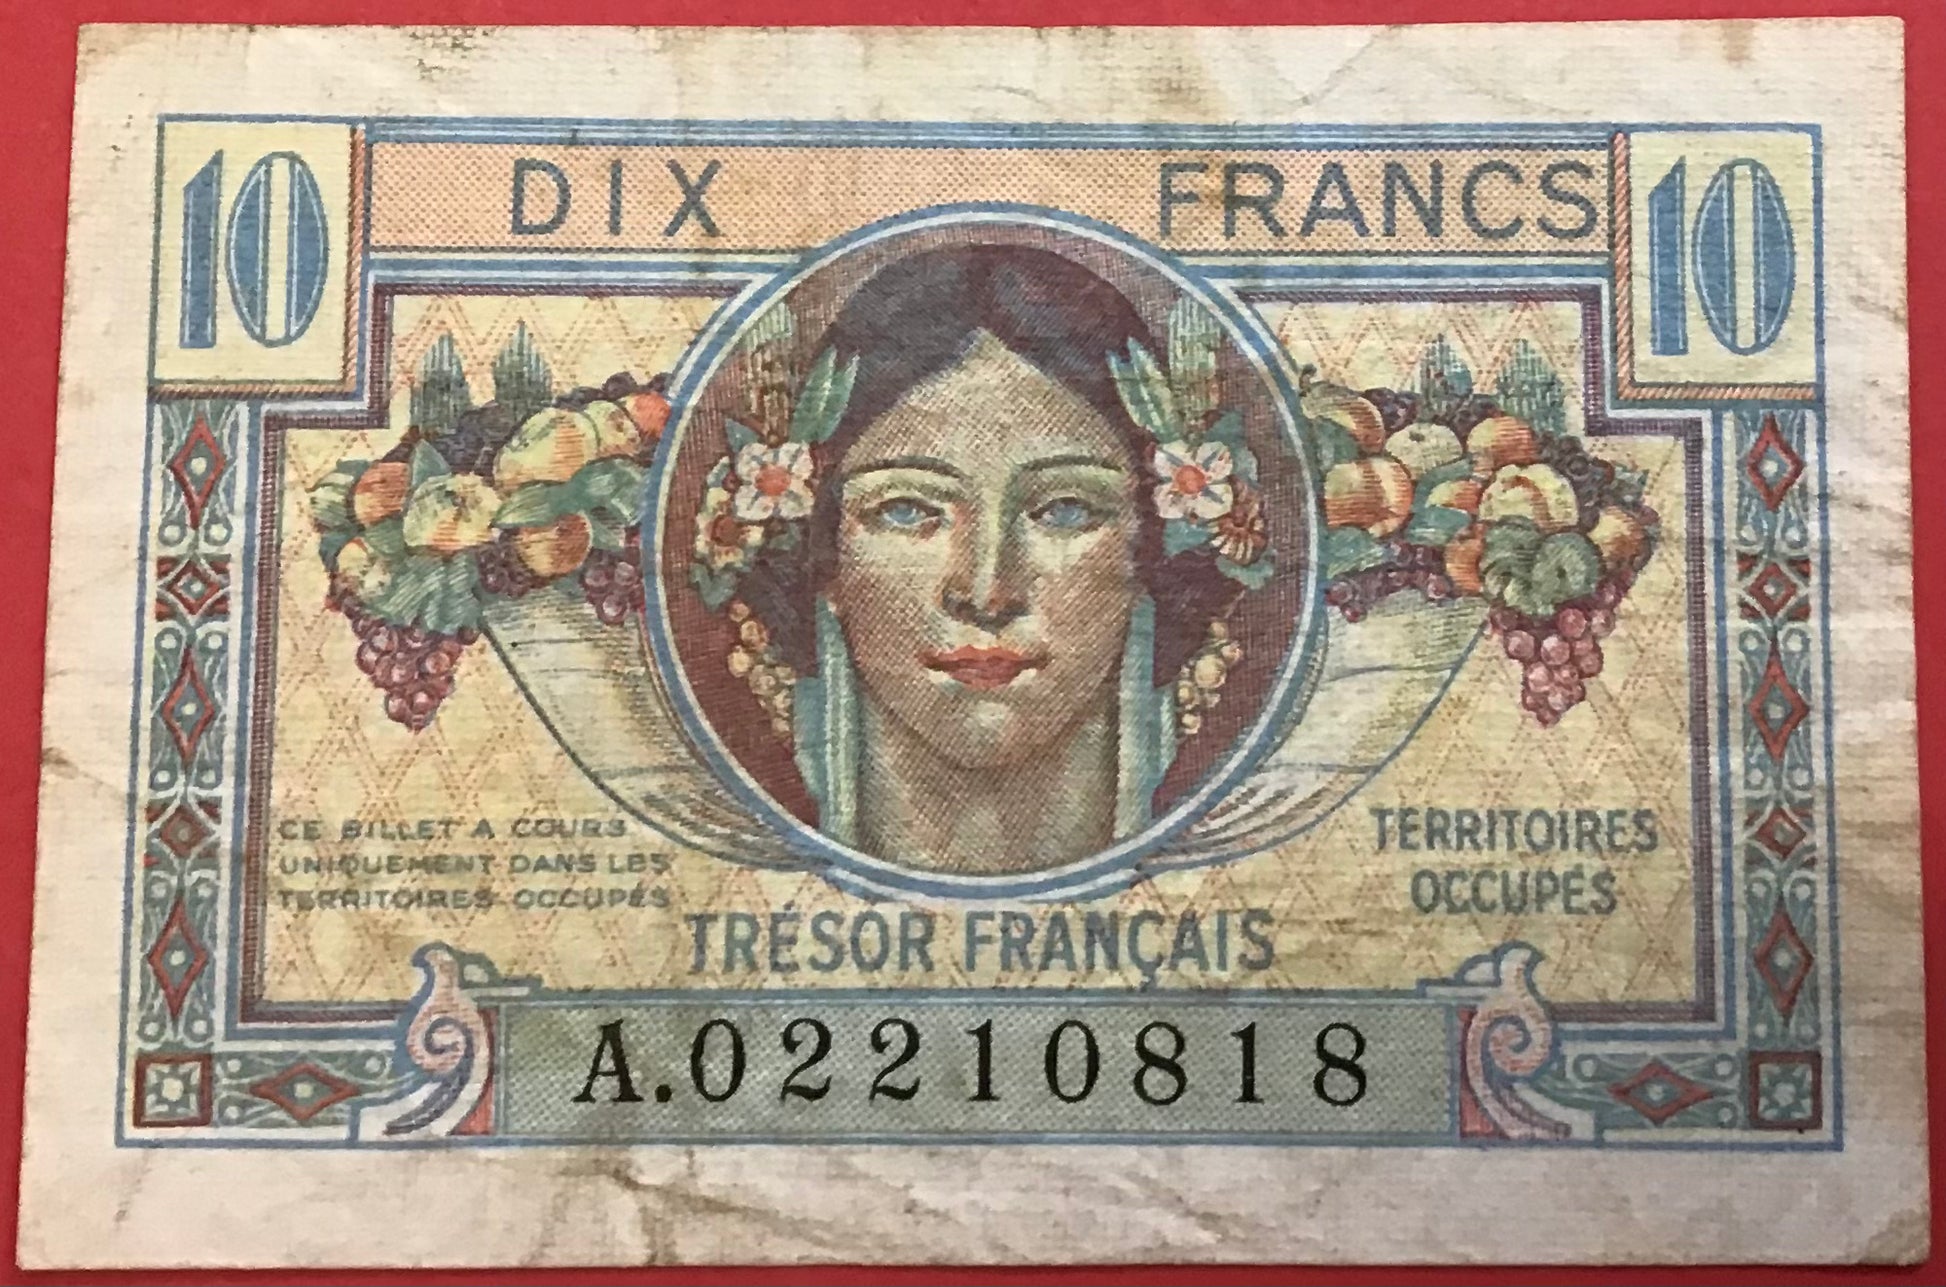 10 DIX FRANCS 10
CE BILLET A COURS
UNIQUEMENT DANS LES
TERRITOIRES OCCUPÉS
TERRITOIRES
OCCUPÉS
TRÉSOR FRANÇAIS
A.02210818